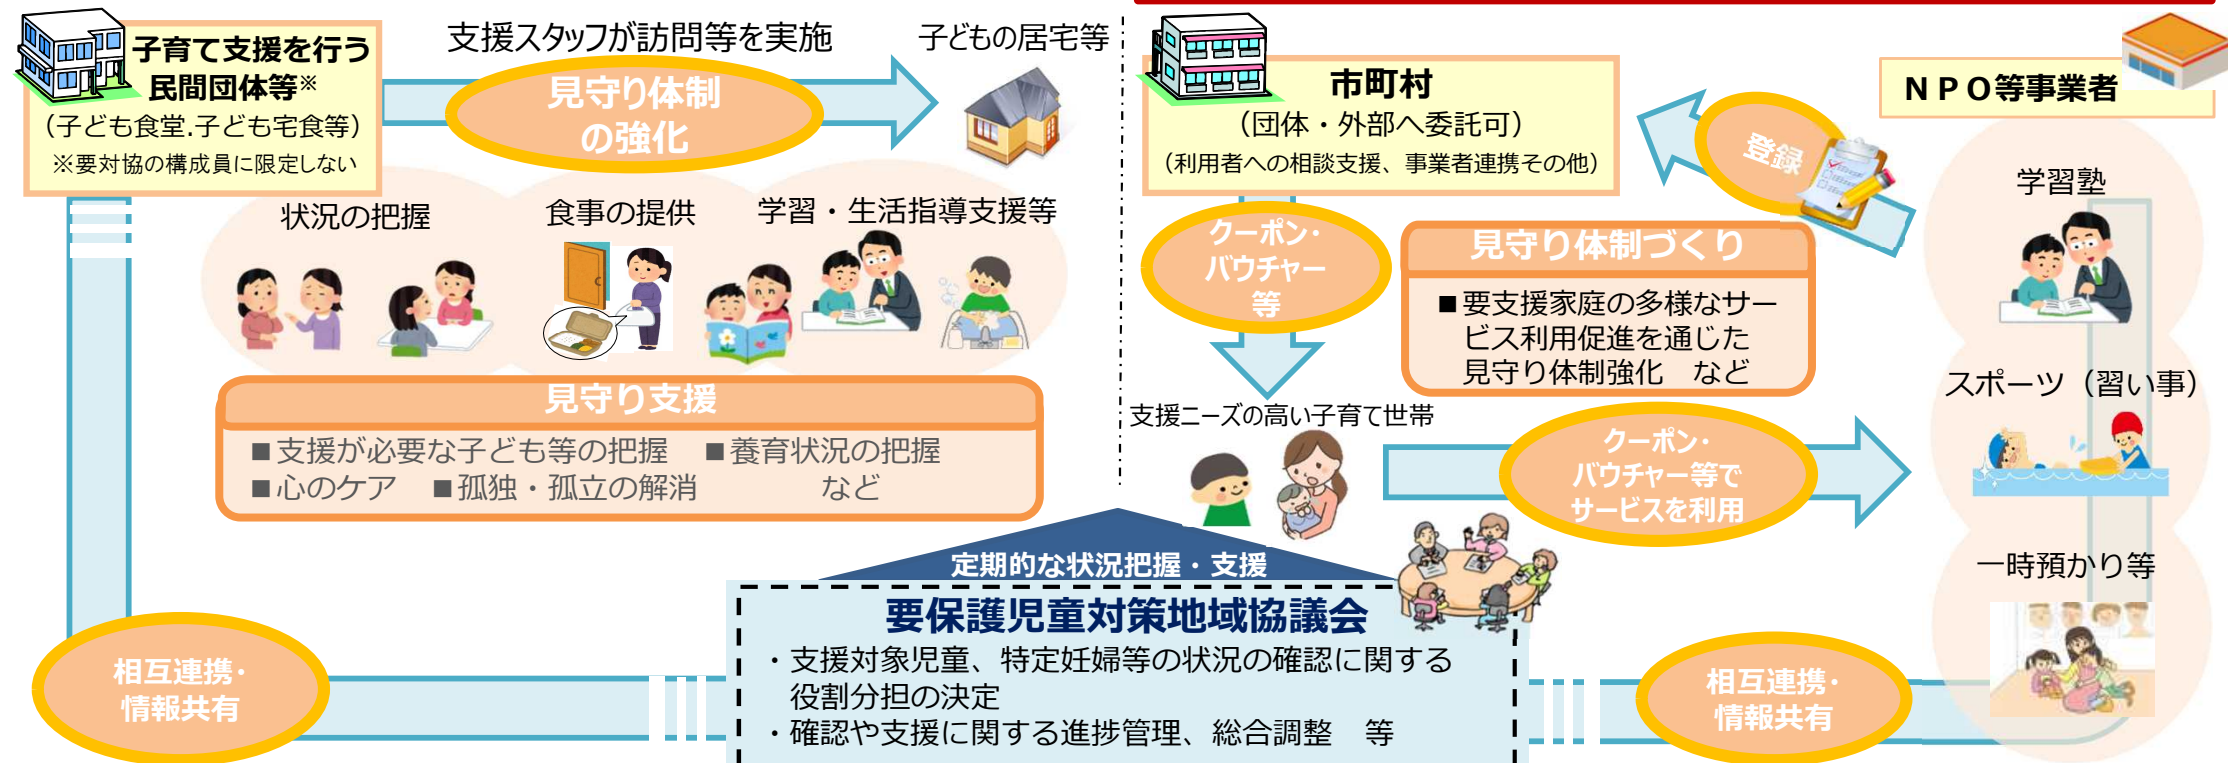 子育て支援を行う
民間団体等※
（子ども食堂.子ども宅食等）
※要対協の構成員に限定しない
支援スタッフが訪問等を実施
見守り体制
の強化
子どもの居宅等
状況の把握
食事の提供
学習・生活指導支援等
見守り支援
■支援が必要な子ども等の把握　■養育状況の把握
■心のケア　■孤独・孤立の解消　　　　など
市町村
（団体・外部へ委託可）
（利用者への相談支援、事業者連携その他）
ＮＰＯ等事業者
登録
クーポン・
バウチャー
等
見守り体制づくり
■要支援家庭の多様なサー
ビス利用促進を通じた
見守り体制強化　など
支援ニーズの高い子育て世帯
クーポン・
バウチャー等で
サービスを利用
学習塾
スポーツ（習い事）
一時預かり等
定期的な状況把握・支援
要保護児童対策地域協議会
・支援対象児童、特定妊婦等の状況の確認に関する
役割分担の決定
・確認や支援に関する進捗管理、総合調整　等
相互連携・
情報共有
相互連携・
情報共有